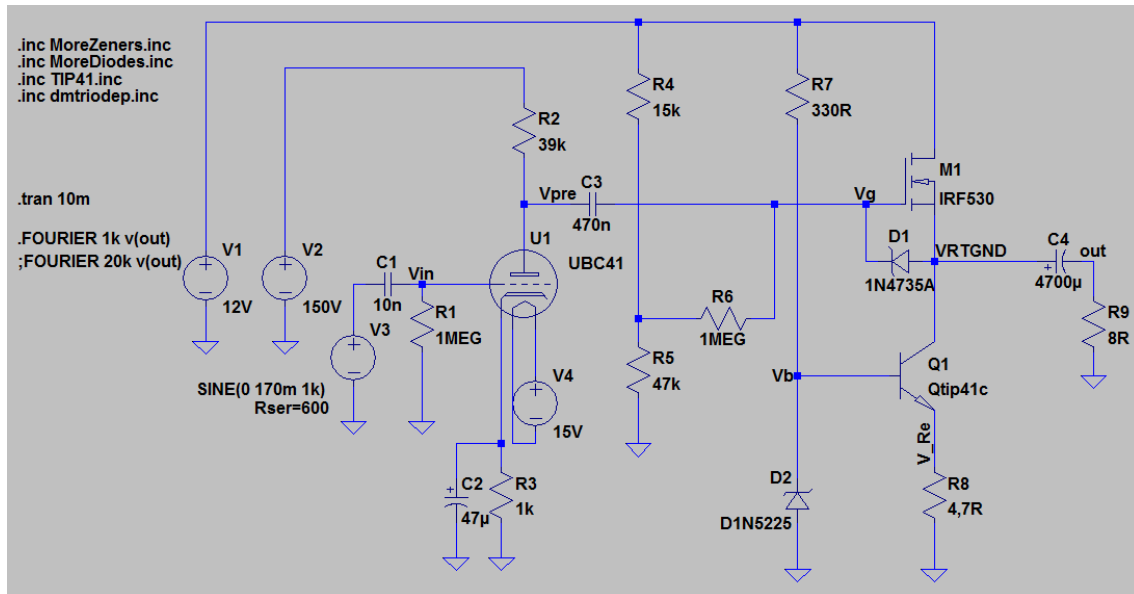 .inc MoreZeners.inc
.inc MoreDiodes.inc
.inc TIP41.inc
.inc dmtriodep.inc
R4
15k
R7
330R
R2
39k
M1
IRF530
.tran 10m
Vpre
C3
470n
Vg
.FOURIER 1k v(out)
;FOURIER 20k v(out)
V1
12V
V2
150V
C1
10n
Vin
U1
UBC41
D1
1N4735A
VRTGND
C4
4700µ
out
R1
1MEG
R6
1MEG
R9
8R
V3
SINE(0 170m 1k)
Rser=600
V4
15V
R5
47k
Vb
Q1
Qtip41c
V_Re
C2
47µ
R3
1k
D2
D1N5225
R8
4,7R